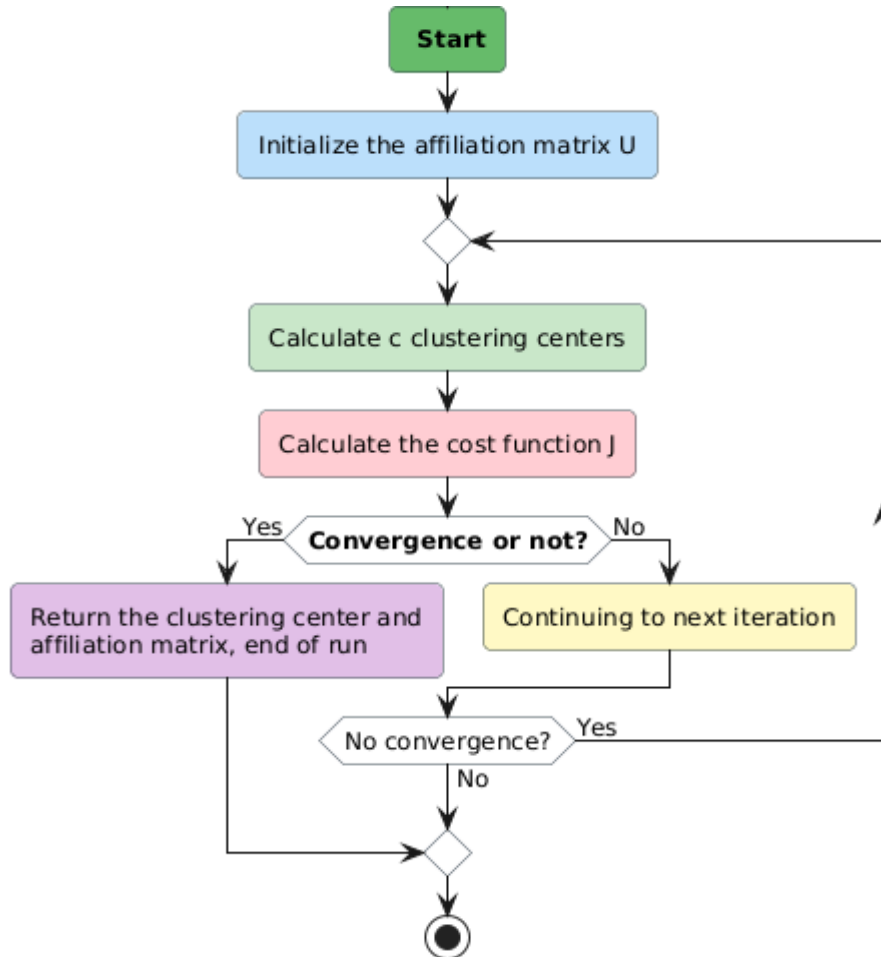 Start
Initialize the affiliation matrix U
Calculate c clustering centers
Calculate the cost function J
Yes
Convergence or not?
No
Return the clustering center and
affiliation matrix, end of run
Continuing to next iteration
No convergence?
Yes
No